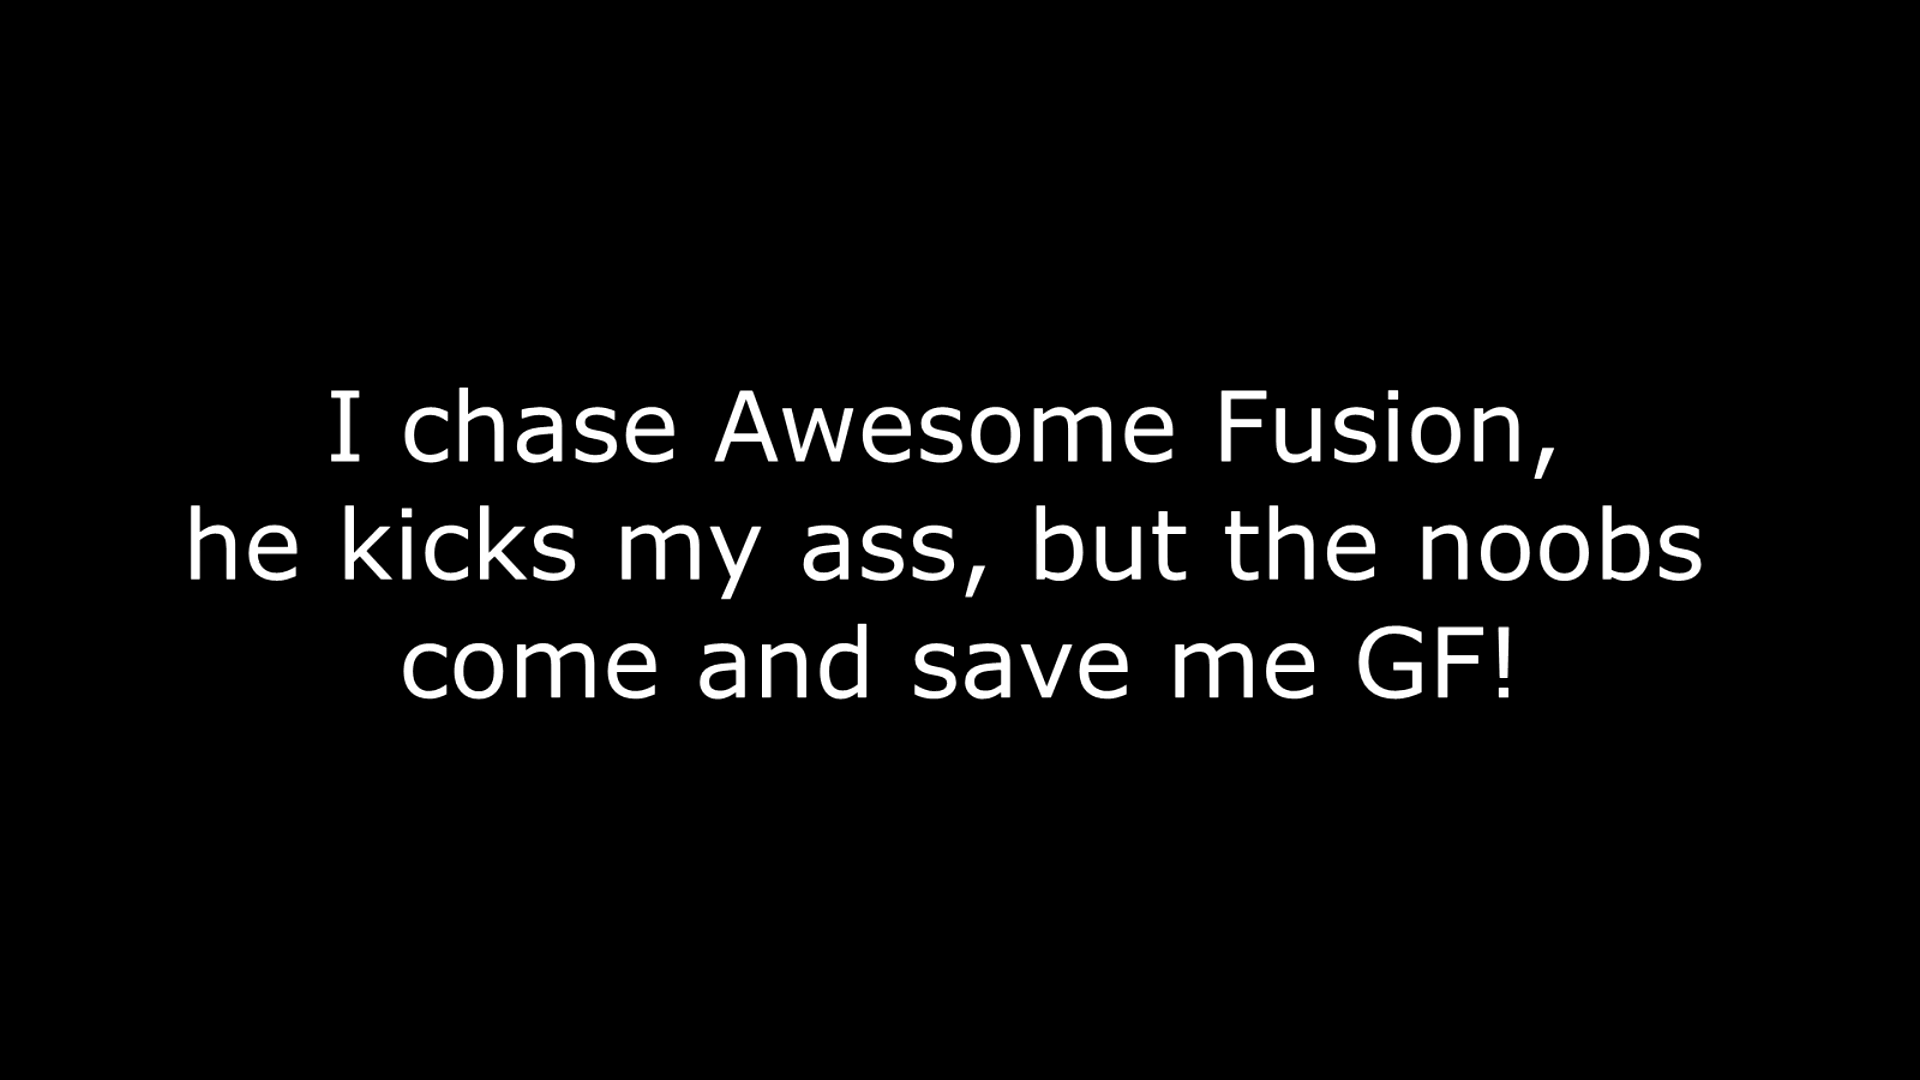 I chase Awesome Fusion,
he kicks my ass, but the noobs
come and save me GF!